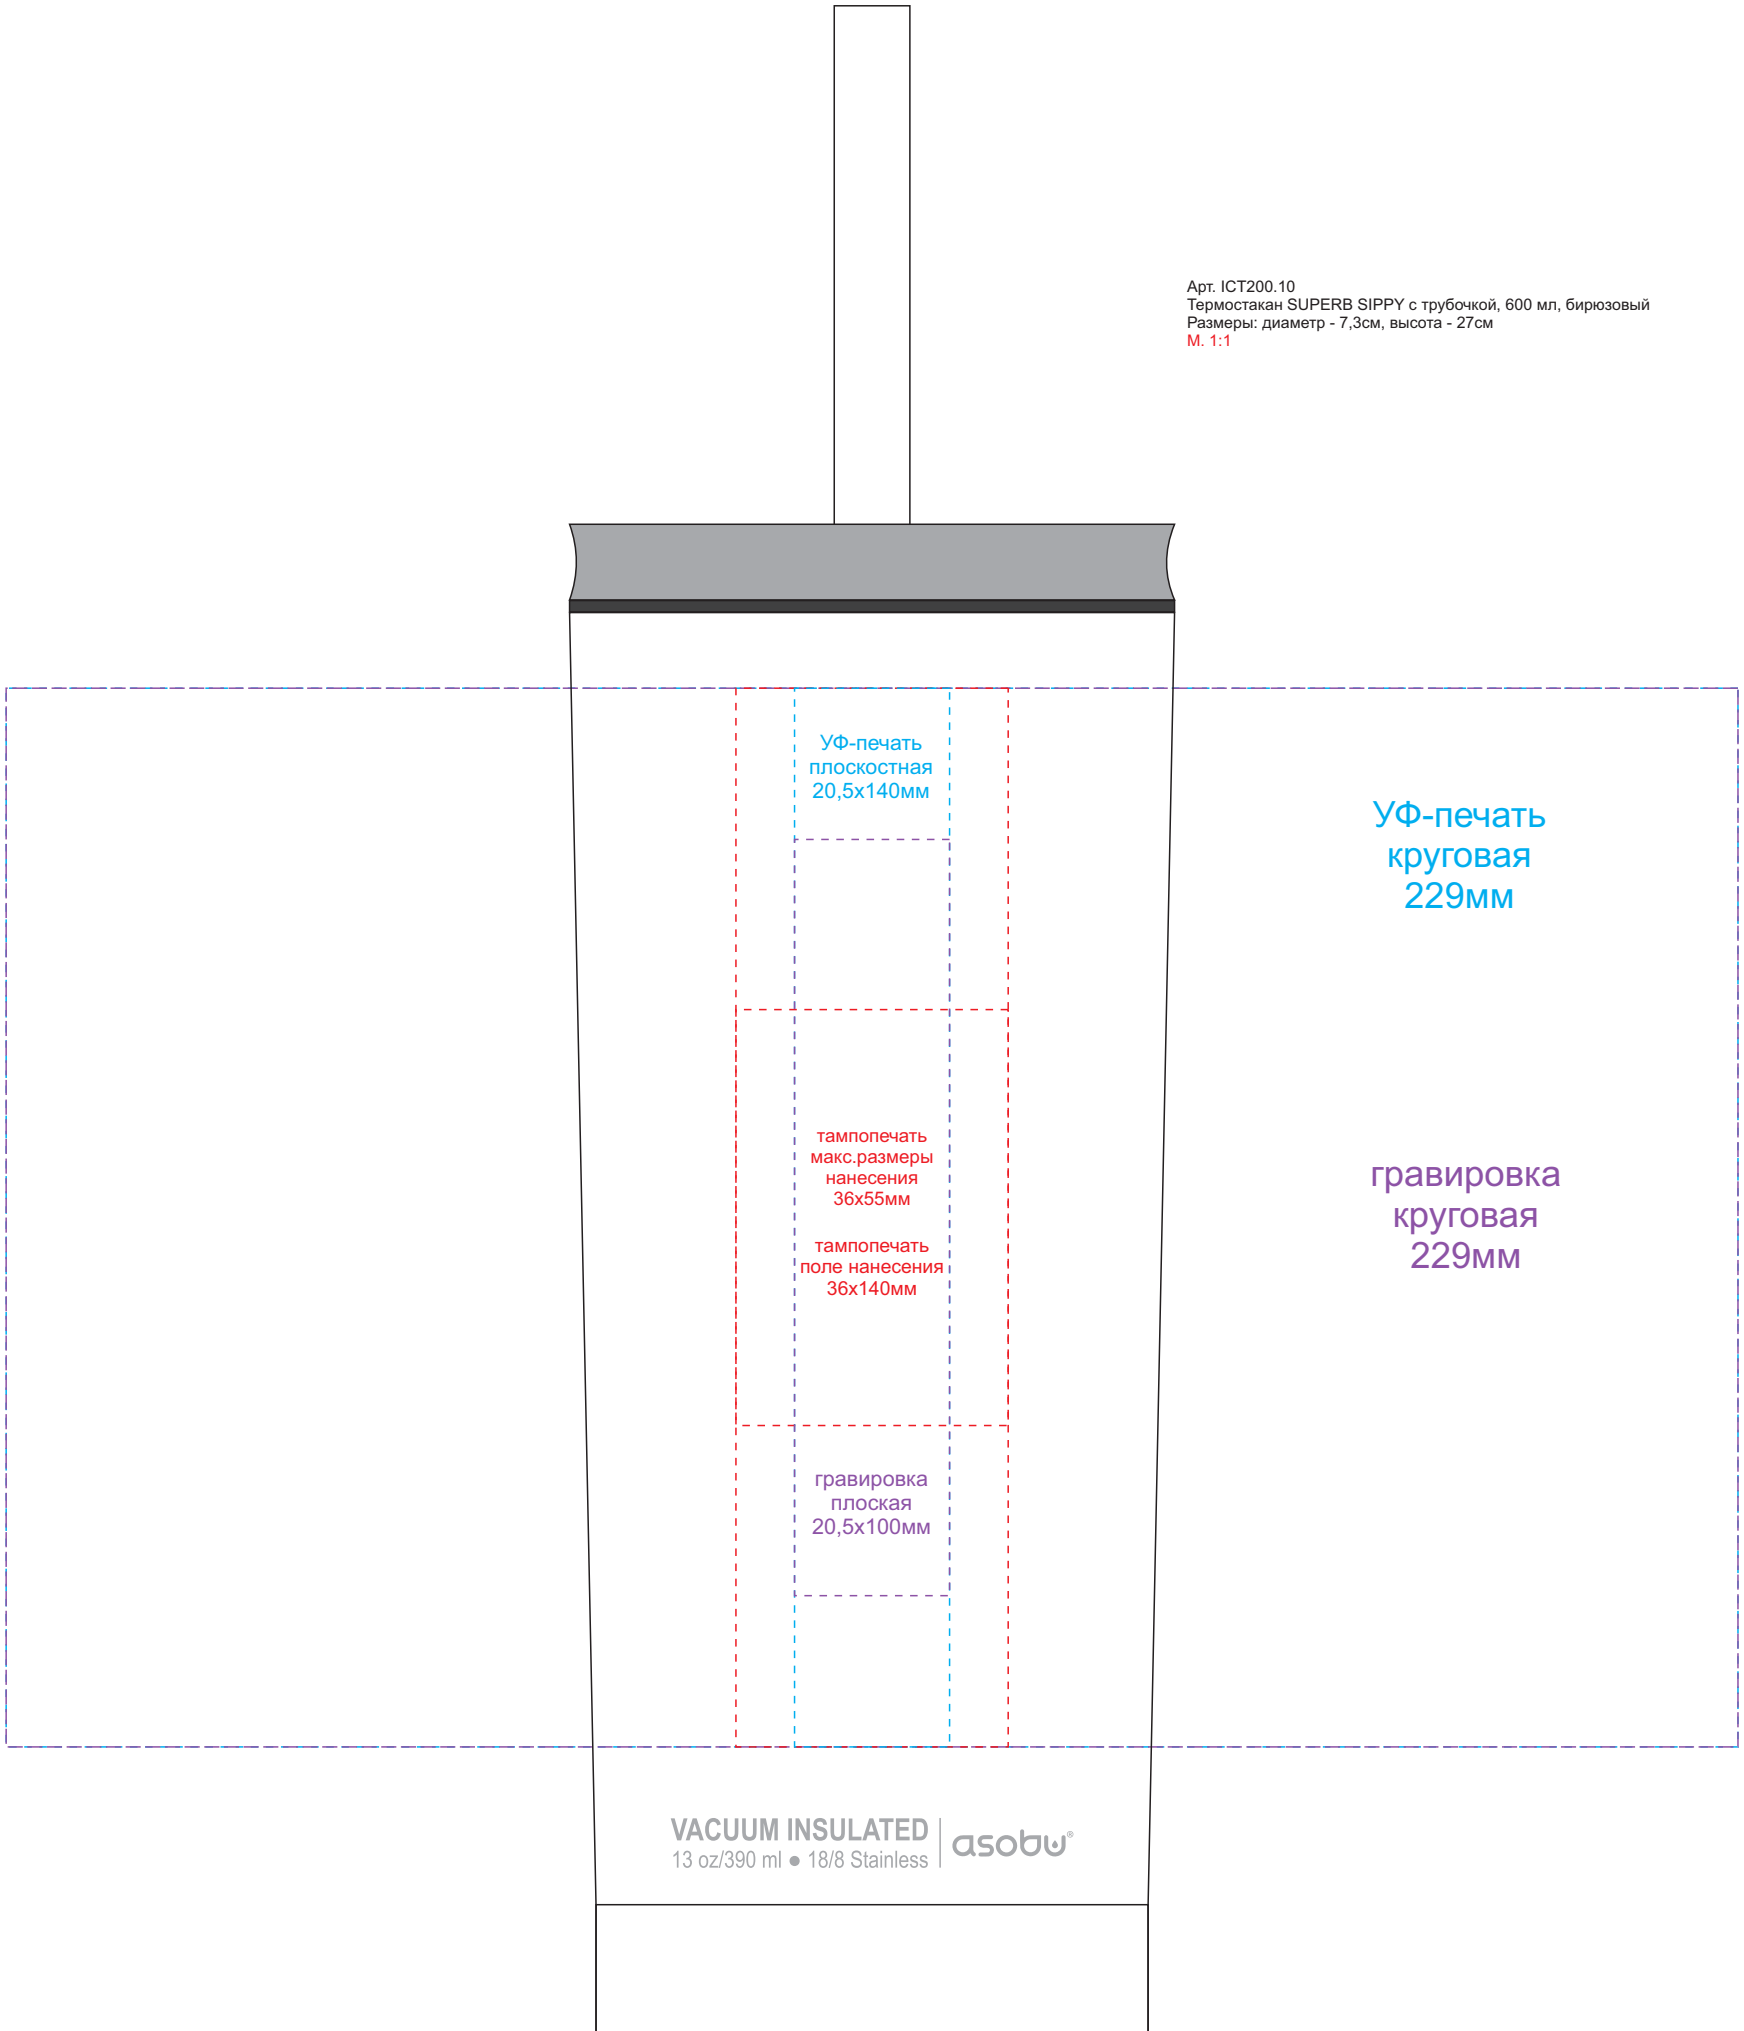 Арт. ICT200.10
Термостакан SUPERB SIPPY с трубочкой, 600 мл, бирюзовый
Размеры: диаметр - 7,3см, высота - 27см
М. 1:1
УФ-печать
плоскостная
20,5х140мм
УФ-печать
круговая
229мм
тампопечать
макс.размеры
нанесения
36х55мм
тампопечать
поле нанесения
36х140мм
гравировка
круговая
229мм
гравировка
плоская
20,5х100мм
VACUUM INSULATED
13 oz/390 ml ● 18/8 Stainless
asobu®